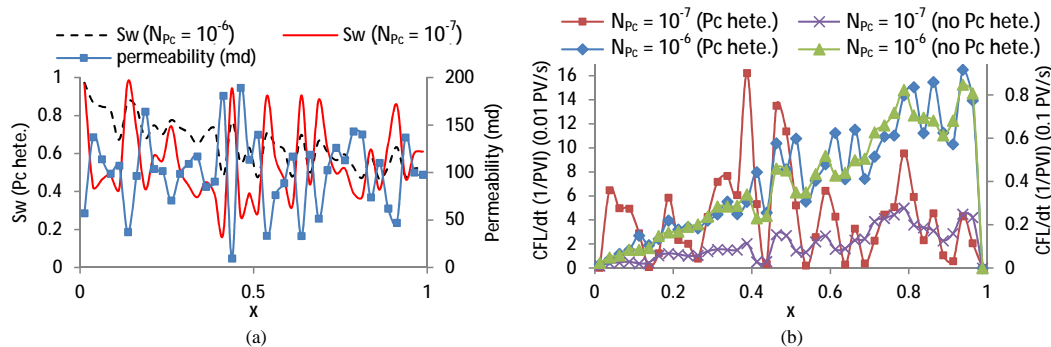 Sw (N_Pc = 10^-6)
Sw (N_Pc = 10^-7)
permeability (md)
Sw (Pc hete.)
1
0.8
0.6
0.4
0.2
0
200
150
100
50
0
Permeability (md)
0
0.5
1
x
(a)
N_Pc = 10^-7 (Pc hete.)
N_Pc = 10^-7 (no Pc hete.)
N_Pc = 10^-6 (Pc hete.)
N_Pc = 10^-6 (no Pc hete.)
CFL/dt (1/PVI) (0.01 PV/s)
16
14
12
10
8
6
4
2
0
0.8
0.6
0.4
0.2
0
CFL/dt (1/PVI) (0.1 PV/s)
0
0.2
0.4
0.6
0.8
1
x
(b)